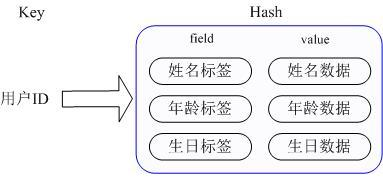 Key Hash
field value
姓名标签 姓名数据
用户ID 年龄标签 年龄数据
生日标签 生日数据